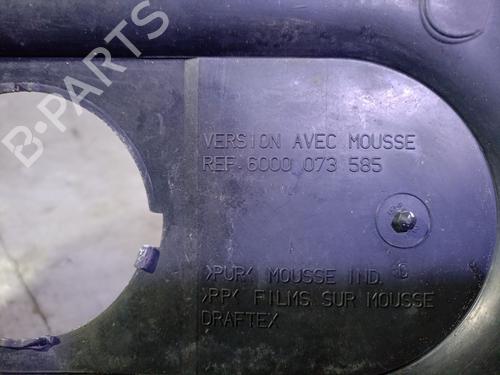 B-PARTS
VERSION AVEC MOUSSE
REF. 6000 073 585
>PUR< MOUSSE IND. C
>PP< FILMS SUR MOUSSE
DRAFTEX